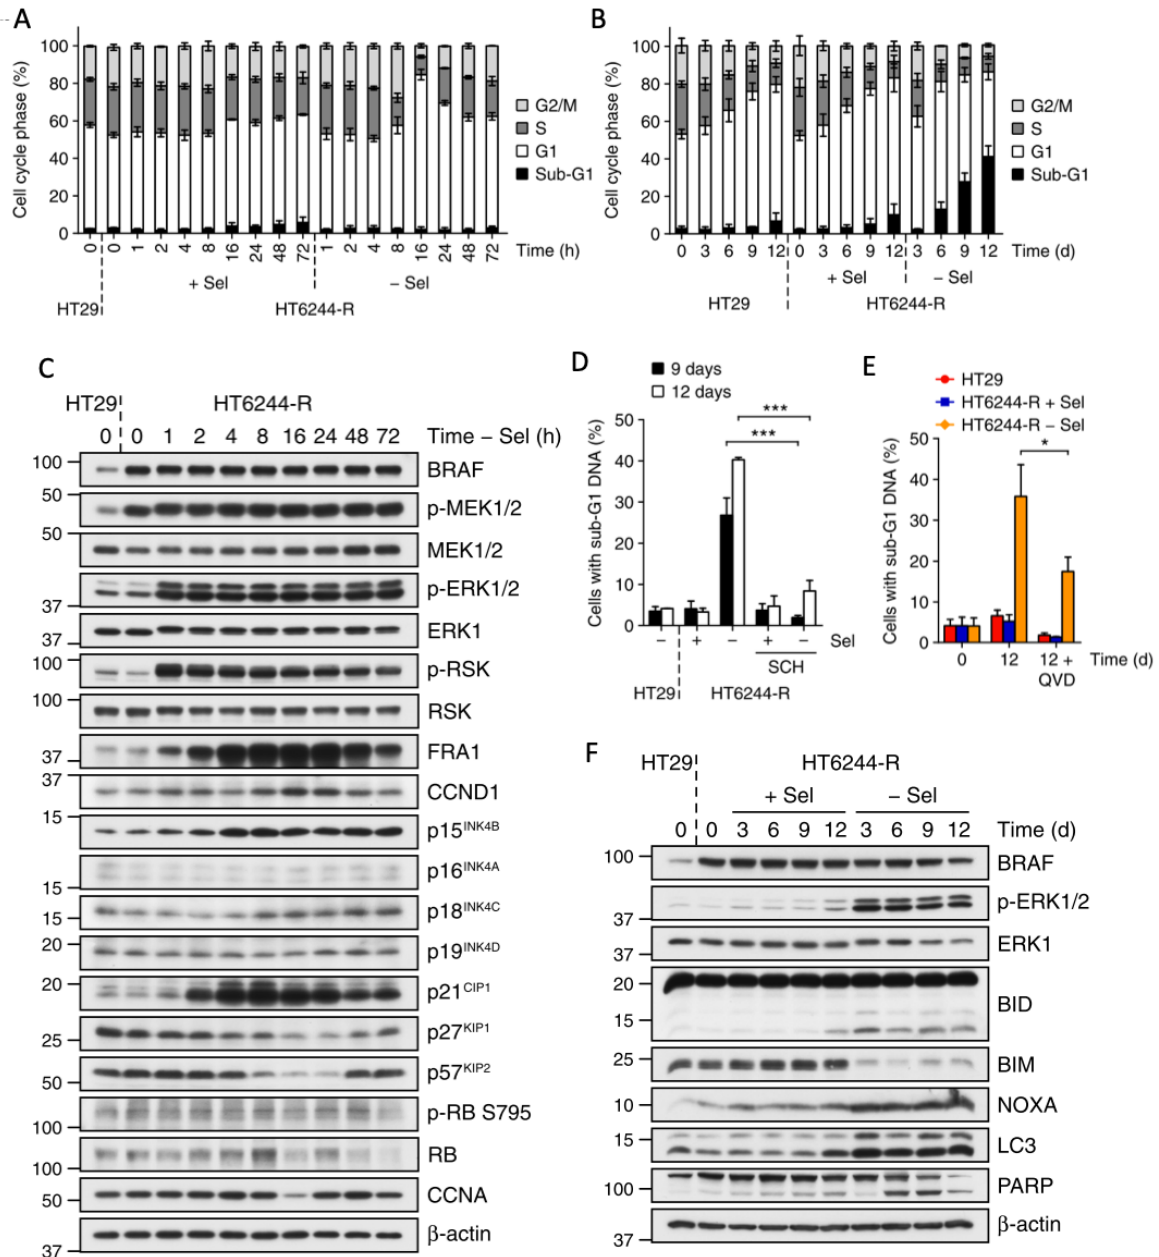 A
Cell cycle phase (%)
100
80
60
40
20
0
G2/M
S
G1
Sub-G1
0 0 1 2 4 8 16 24 48 72 1 2 4 8 16 24 48 72 Time (h)
+ Sel – Sel
HT29 HT6244-R
B
Cell cycle phase (%)
100
80
60
40
20
0
G2/M
S
G1
Sub-G1
0 3 6 9 12 0 3 6 9 12 3 6 9 12 Time (d)
+ Sel – Sel
HT29 HT6244-R
C
HT29 HT6244-R
0 0 1 2 4 8 16 24 48 72 Time – Sel (h)
100 BRAF
50 p-MEK1/2
50 MEK1/2
37 p-ERK1/2
37 ERK1
100 p-RSK
100 RSK
37 FRA1
37 CCND1
15 p15INK4B
15 p16INK4A
15 p18INK4C
20 p19INK4D
20 p21CIP1
25 p27KIP1
50 p57KIP2
100 p-RB S795
100 RB
50 CCNA
37 β-actin
D
9 days
12 days
Cells with sub-G1 DNA (%)
50
40
30
20
10
0
***
***
– + – + – Sel
SCH
HT29 HT6244-R
E
HT29
HT6244-R + Sel
HT6244-R – Sel
Cells with sub-G1 DNA (%)
50
40
30
20
10
0
*
0 12 12 + Time (d)
QVD
F
HT29 HT6244-R
+ Sel – Sel
0 0 3 6 9 12 3 6 9 12 Time (d)
100 BRAF
37 p-ERK1/2
37 ERK1
20 BID
15
25 BIM
10 NOXA
15 LC3
100 PARP
37 β-actin